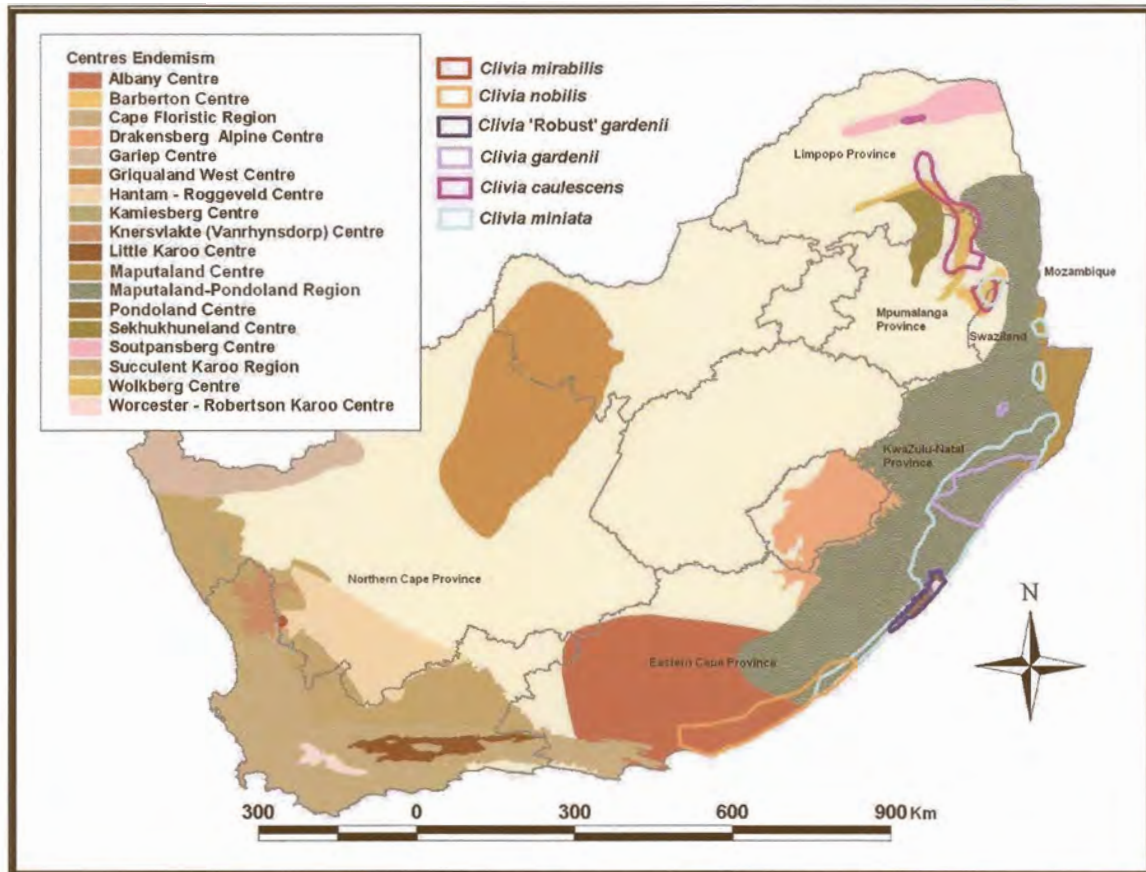 Centres Endemism
Albany Centre
Barberton Centre
Cape Floristic Region
Drakensberg Alpine Centre
Gariep Centre
Griqualand West Centre
Hantam - Roggeveld Centre
Kamiesberg Centre
Knersvlakte (Vanrhynsdorp) Centre
Little Karoo Centre
Maputaland Centre
Maputaland-Pondoland Region
Pondoland Centre
Sekhukhuneland Centre
Soutpansberg Centre
Succulent Karoo Region
Wolkberg Centre
Worcester - Robertson Karoo Centre
Clivia mirabilis
Clivia nobilis
Clivia 'Robust' gardenii
Clivia gardenii
Clivia caulescens
Clivia miniata
Limpopo Province
Mozambique
Mpumalanga
Province
Swaziland
KwaZulu-Natal
Province
Northern Cape Province
Eastern Cape Province
N
300 0 300 600 900 Km